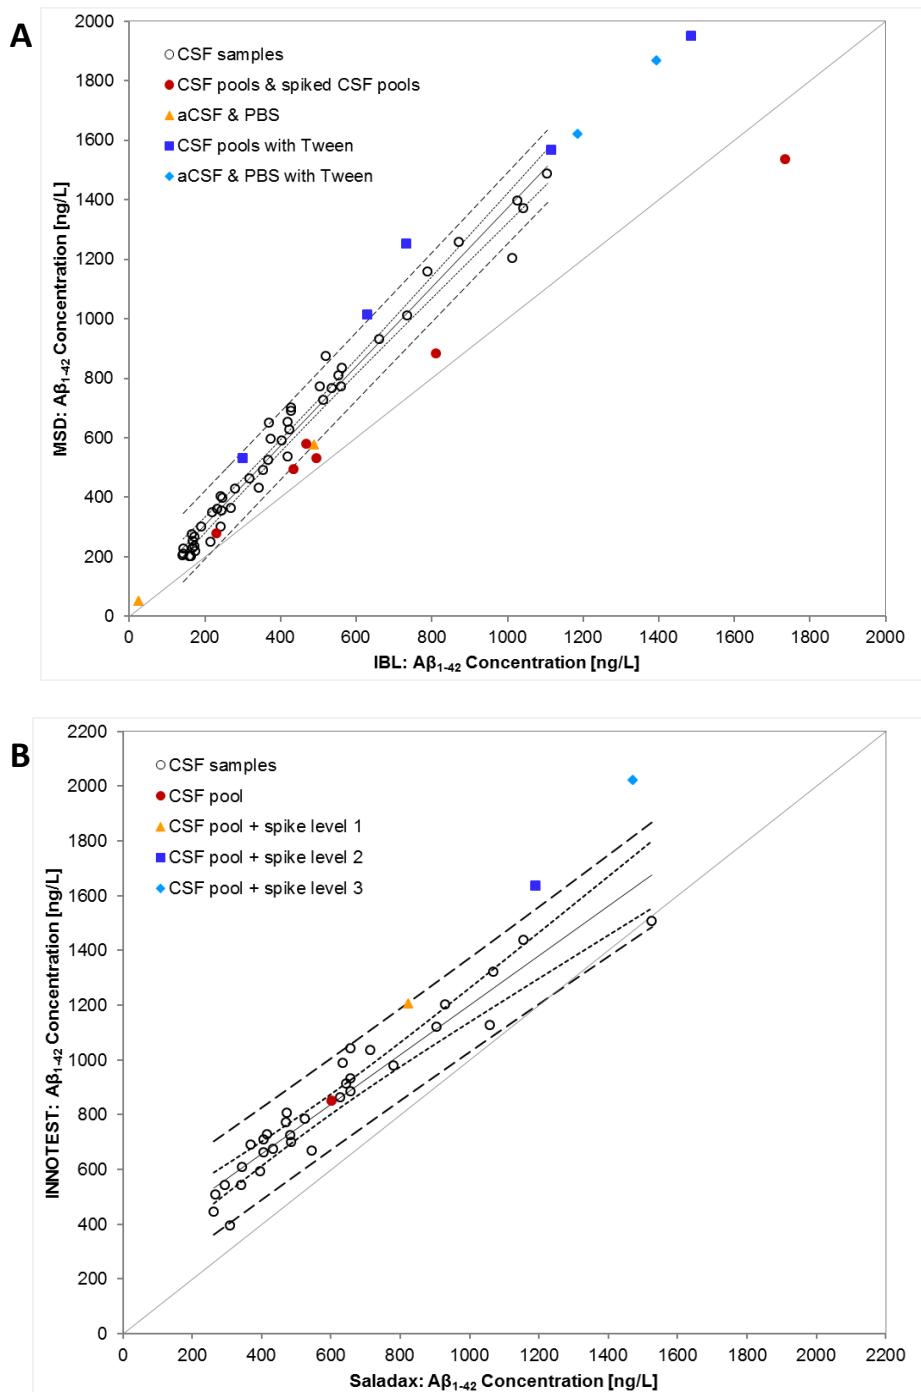 A
2000
1800
1600
1400
1200
1000
800
600
400
200
0
MSD: Aβ1-42 Concentration [ng/L]
CSF samples
CSF pools & spiked CSF pools
aCSF & PBS
CSF pools with Tween
aCSF & PBS with Tween
0 200 400 600 800 1000 1200 1400 1600 1800 2000
IBL: Aβ1-42 Concentration [ng/L]
B
2200
2000
1800
1600
1400
1200
1000
800
600
400
200
0
INNOTEST: Aβ1-42 Concentration [ng/L]
CSF samples
CSF pool
CSF pool + spike level 1
CSF pool + spike level 2
CSF pool + spike level 3
0 200 400 600 800 1000 1200 1400 1600 1800 2000 2200
Saladax: Aβ1-42 Concentration [ng/L]